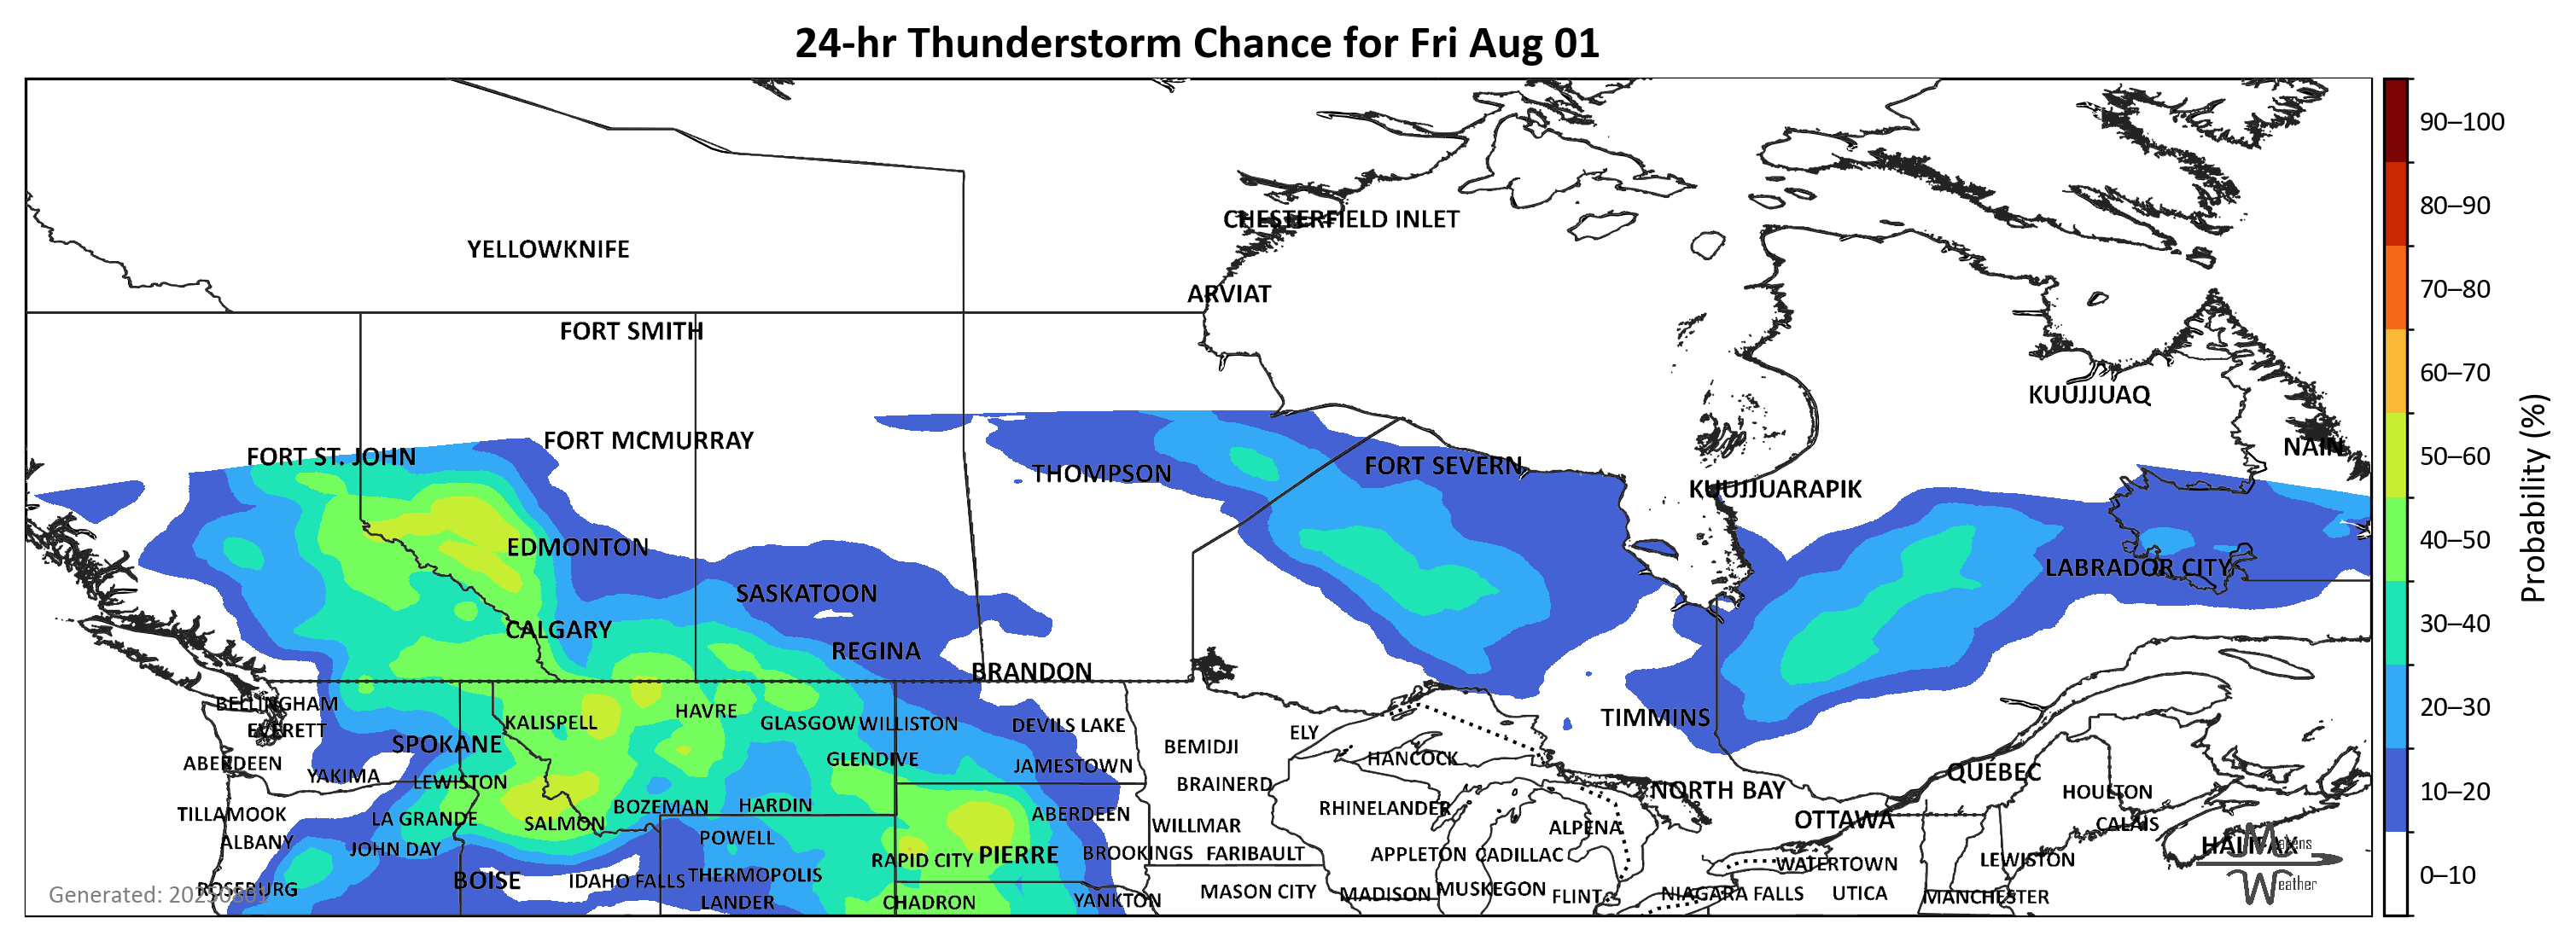 24-hr Thunderstorm Chance for Fri Aug 01
CHESTERFIELD INLET
YELLOWKNIFE
ARVIAT
FORT SMITH
KUUJJUAQ
FORT MCMURRAY
NAIN
FORT ST. JOHN
FORT SEVERN
THOMPSON
KUUJJUARAPIK
EDMONTON
LABRADOR CITY
SASKATOON
CALGARY
REGINA
BRANDON
BELLINGHAM
HAVRE
TIMMINS
KALISPELL
GLASGOW
WILLISTON
DEVILS LAKE
EVERETT
ELY
SPOKANE
BEMIDJI
HANCOCK
GLENDIVE
ABERDEEN
JAMESTOWN
QUÉBEC
YAKIMA
LEWISTON
BRAINERD
NORTH BAY
HOULTON
BOZEMAN
HARDIN
RHINELANDER
TILLAMOOK
ABERDEEN
LA GRANDE
OTTAWA
SALMON
WILLMAR
ALPENA
CALAIS
POWELL
ALBANY
HALIFAX
JOHN DAY
BROOKINGS
FARIBAULT
APPLETON
CADILLAC
PIERRE
RAPID CITY
LEWISTON
WATERTOWN
THERMOPOLIS
BOISE
IDAHO FALLS
ROSEBURG
MASON CITY
MADISON
MUSKEGON
NIAGARA FALLS
UTICA
FLINT
MANCHESTER
LANDER
CHADRON
YANKTON
Weather
90–100
80–90
70–80
60–70
50–60
40–50
30–40
20–30
10–20
0–10
Probability (%)
Generated: